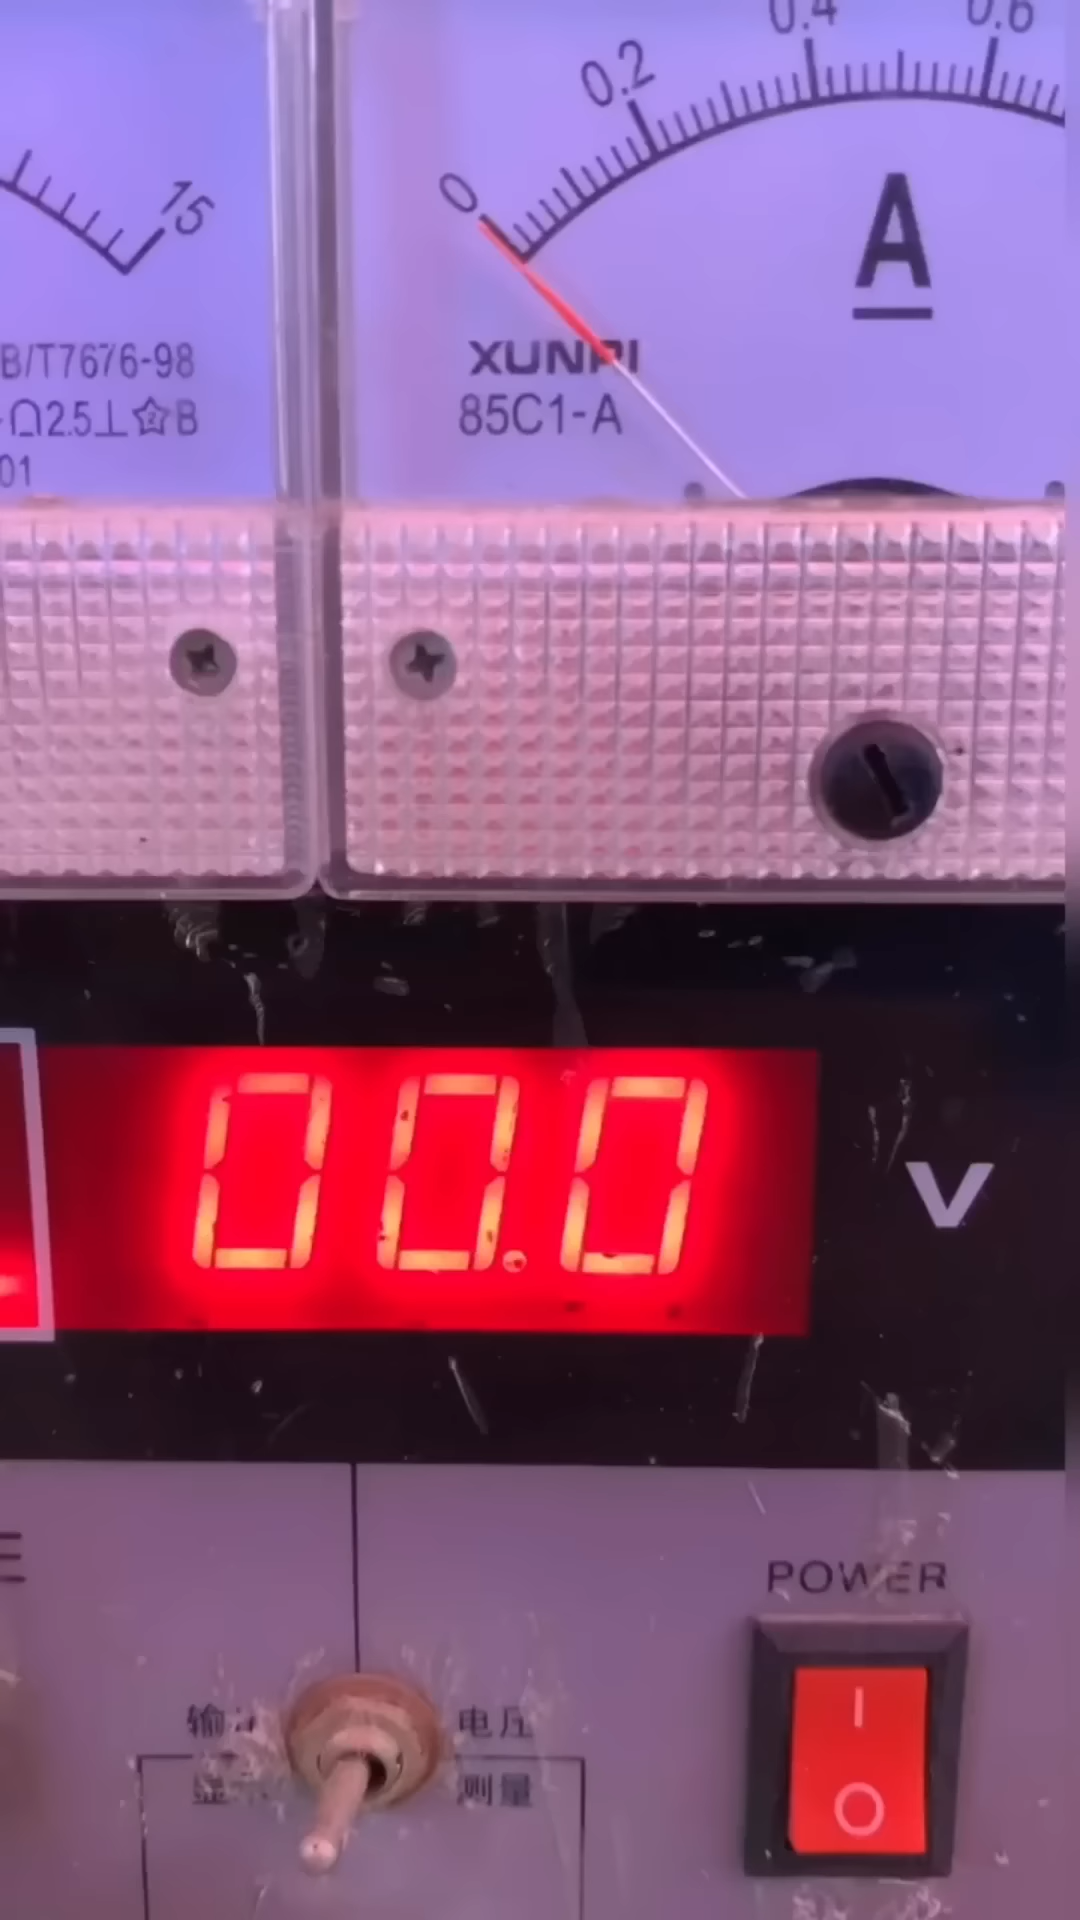 0.4 0.6
0.2
0
15
A
B/T7676-98
XUNPI
2.5⊥☆B
85C1-A
01
00.0
V
POWER
电压
测量
I
O